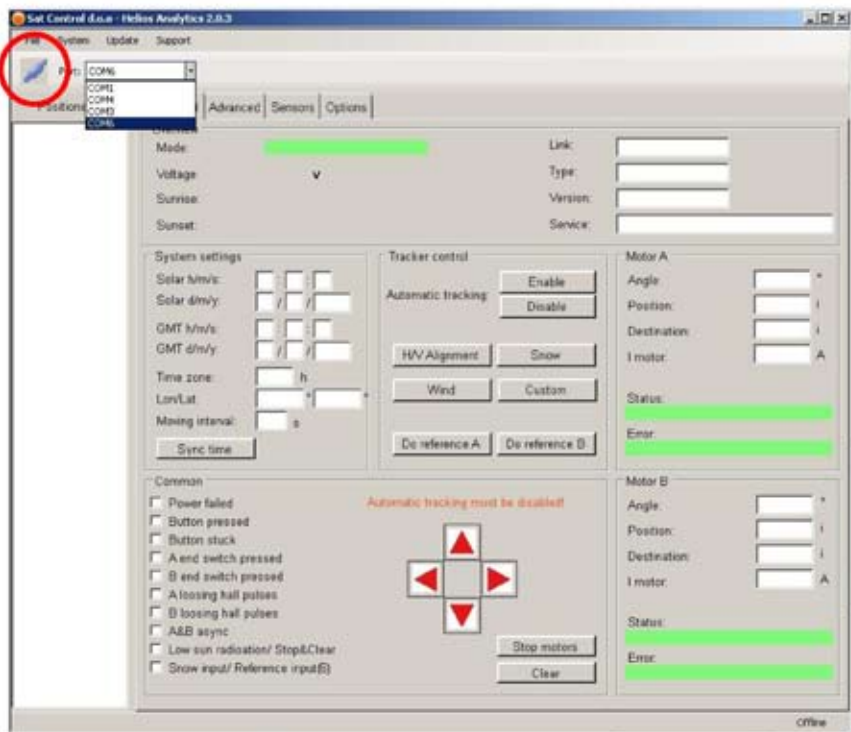 Sat Control d.o.o - Helios Analytics 2.0.3
File System Update Support
Port: COM6
COM1
COM4
COM3
COM6
Positions Advanced Sensors Options
Overview
Mode:
Voltage: V
Sunrise:
Sunset:
Link:
Type:
Version:
Service:
System settings
Solar h/m/s: : :
Solar d/m/y: / /
GMT h/m/s: : :
GMT d/m/y: / /
Time zone: h
Lon/Lat: ° °
Moving interval: s
Sync time
Tracker control
Automatic tracking:
Enable
Disable
H/V Alignment Snow
Wind Custom
Do reference A Do reference B
Motor A
Angle: °
Position: i
Destination: i
I motor: A
Status:
Error:
Common
Power failed
Button pressed
Button stuck
A end switch pressed
B end switch pressed
A loosing hall pulses
B loosing hall pulses
A&B async
Low sun radioation/ Stop&Clear
Snow input/ Reference input(6)
Automatic tracking must be disabled!
Stop motors
Clear
Motor B
Angle: °
Position: i
Destination: i
I motor: A
Status:
Error:
Offline